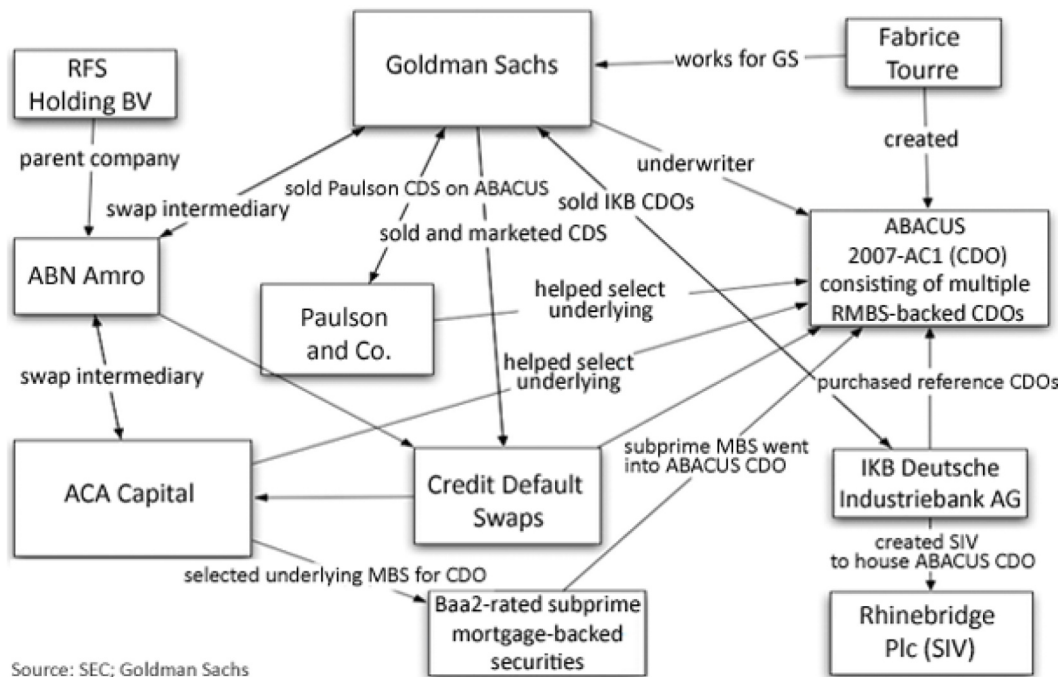 RFS
Holding BV
Goldman Sachs
works for GS
Fabrice
Tourre
parent company
created
underwriter
sold Paulson CDS on ABACUS
swap intermediary
sold IKB CDOs
sold and marketed CDS
ABN Amro
ABACUS
2007-AC1 (CDO)
consisting of multiple
RMBS-backed CDOs
Paulson
and Co.
helped select
underlying
helped select
underlying
swap intermediary
purchased reference CDOs
ACA Capital
Credit Default
Swaps
subprime MBS went
into ABACUS CDO
IKB Deutsche
Industriebank AG
created SIV
to house ABACUS CDO
selected underlying MBS for CDO
Baa2-rated subprime
mortgage-backed
securities
Rhinebridge
Plc (SIV)
Source: SEC; Goldman Sachs